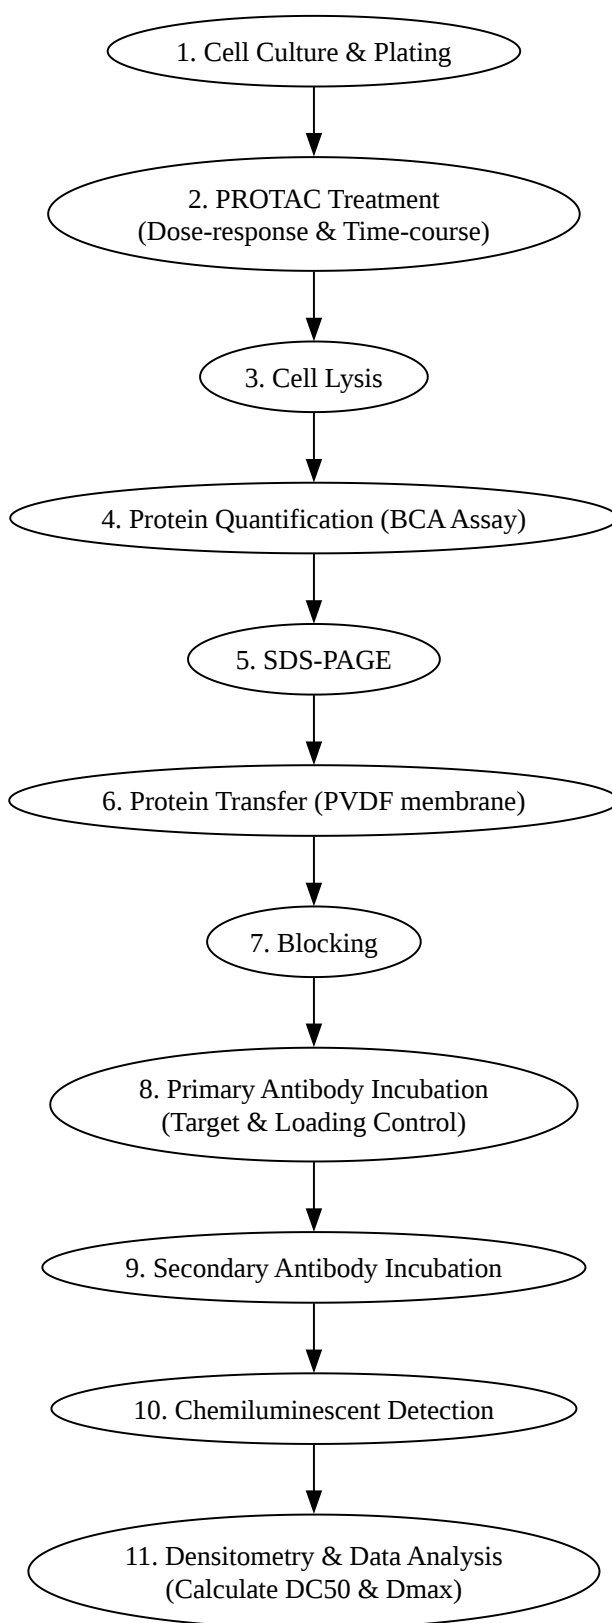 1. Cell Culture & Plating
2. PROTAC Treatment
(Dose-response & Time-course)
3. Cell Lysis
4. Protein Quantification (BCA Assay)
5. SDS-PAGE
6. Protein Transfer (PVDF membrane)
7. Blocking
8. Primary Antibody Incubation
(Target & Loading Control)
9. Secondary Antibody Incubation
10. Chemiluminescent Detection
11. Densitometry & Data Analysis
(Calculate DC50 & Dmax)